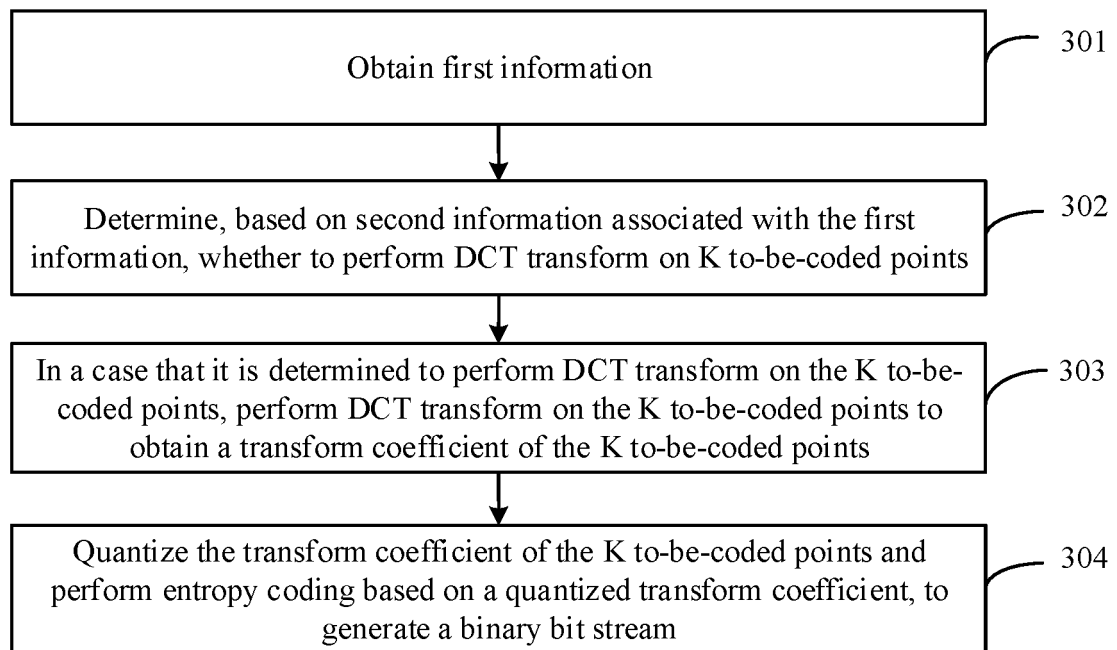 Obtain first information
301
Determine, based on second information associated with the first
information, whether to perform DCT transform on K to-be-coded points
302
In a case that it is determined to perform DCT transform on the K to-be-
coded points, perform DCT transform on the K to-be-coded points to
obtain a transform coefficient of the K to-be-coded points
303
Quantize the transform coefficient of the K to-be-coded points and
perform entropy coding based on a quantized transform coefficient, to
generate a binary bit stream
304